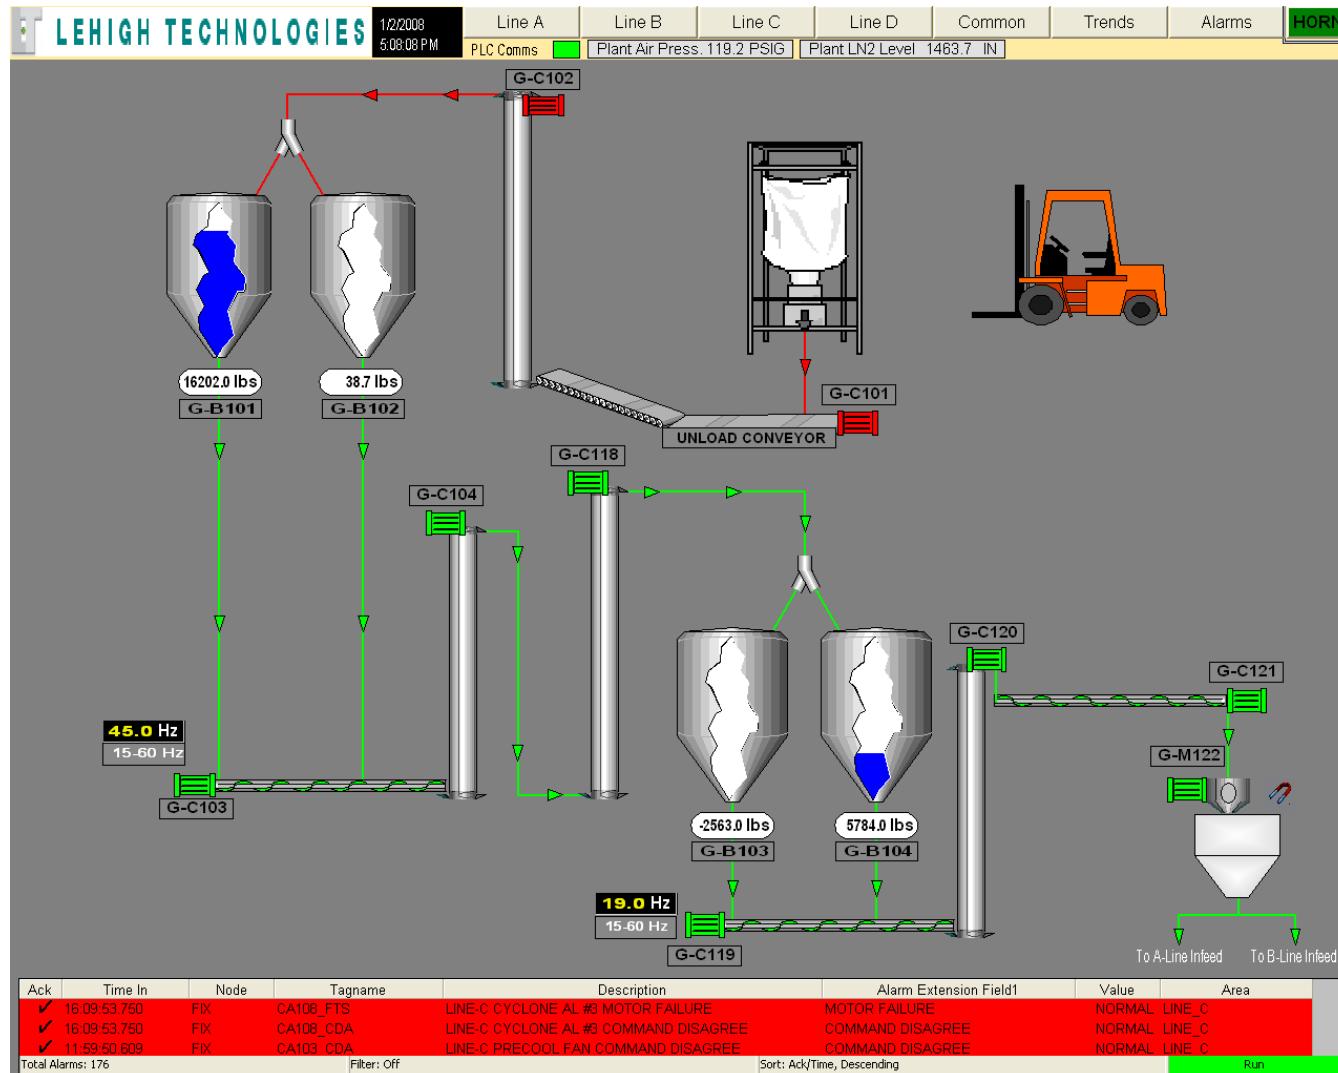 LEHIGH TECHNOLOGIES
1/2/2008
5:08:08 PM
Line A Line B Line C Line D Common Trends Alarms HORN
PLC Comms Plant Air Press. 119.2 PSIG Plant LN2 Level 1463.7 IN
G-C102
16202.0 lbs 38.7 lbs
G-B101 G-B102
G-C101
UNLOAD CONVEYOR
G-C118
G-C104
G-C120
G-C121
45.0 Hz
15-60 Hz
G-M122
G-C103
-2563.0 lbs 5784.0 lbs
G-B103 G-B104
19.0 Hz
15-60 Hz
G-C119
To A-Line Infeed To B-Line Infeed
Ack Time In Node Tagname Description Alarm Extension Field1 Value Area
16:09:53.750 FIX CA108_FTS LINE-C CYCLONE AL #3 MOTOR FAILURE MOTOR FAILURE NORMAL LINE_C
16:09:53.750 FIX CA108_CDA LINE-C CYCLONE AL #3 COMMAND DISAGREE COMMAND DISAGREE NORMAL LINE_C
11:59:50.609 FIX CA103_CDA LINE-C PRECOOL FAN COMMAND DISAGREE COMMAND DISAGREE NORMAL LINE_C
Total Alarms: 176 Filter: Off Sort: Ack/Time, Descending Run